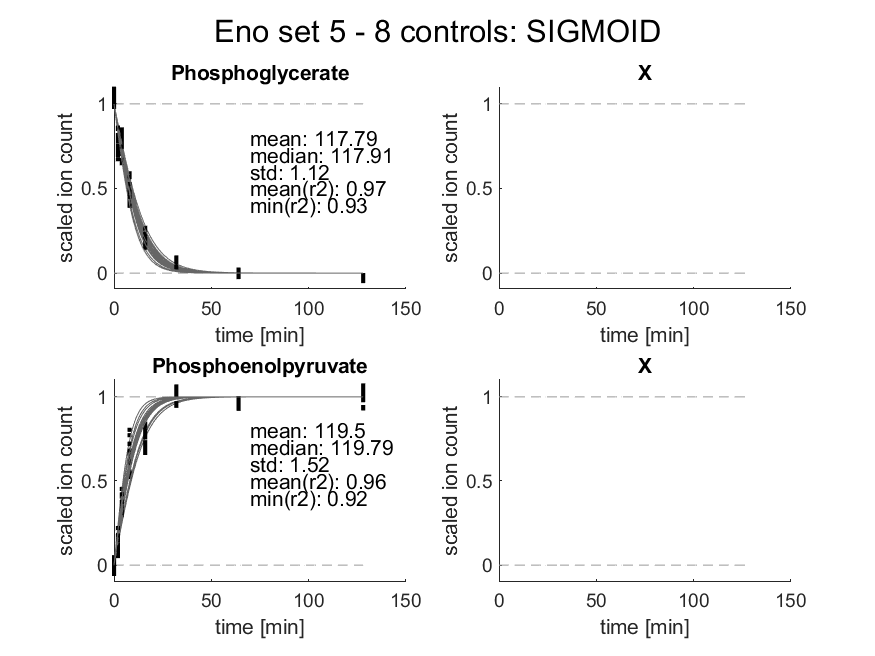 Eno set 5 - 8 controls: SIGMOID
Phosphoglycerate
scaled ion count
1
0.5
0
mean: 117.79
median: 117.91
std: 1.12
mean(r2): 0.97
min(r2): 0.93
0 50 100 150
time [min]
X
scaled ion count
1
0.5
0
0 50 100 150
time [min]
Phosphoenolpyruvate
scaled ion count
1
0.5
0
mean: 119.5
median: 119.79
std: 1.52
mean(r2): 0.96
min(r2): 0.92
0 50 100 150
time [min]
X
scaled ion count
1
0.5
0
0 50 100 150
time [min]